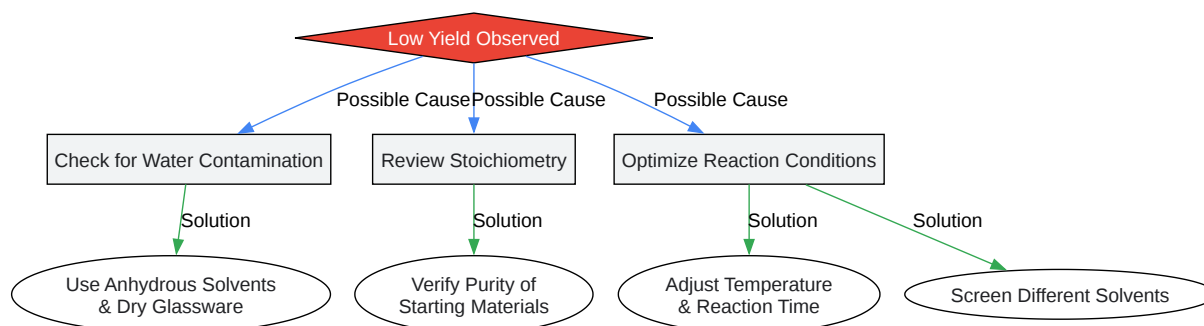 Low Yield Observed
Possible Cause
Possible Cause
Possible Cause
Check for Water Contamination
Review Stoichiometry
Optimize Reaction Conditions
Solution
Solution
Solution
Solution
Use Anhydrous Solvents
& Dry Glassware
Verify Purity of
Starting Materials
Adjust Temperature
& Reaction Time
Screen Different Solvents